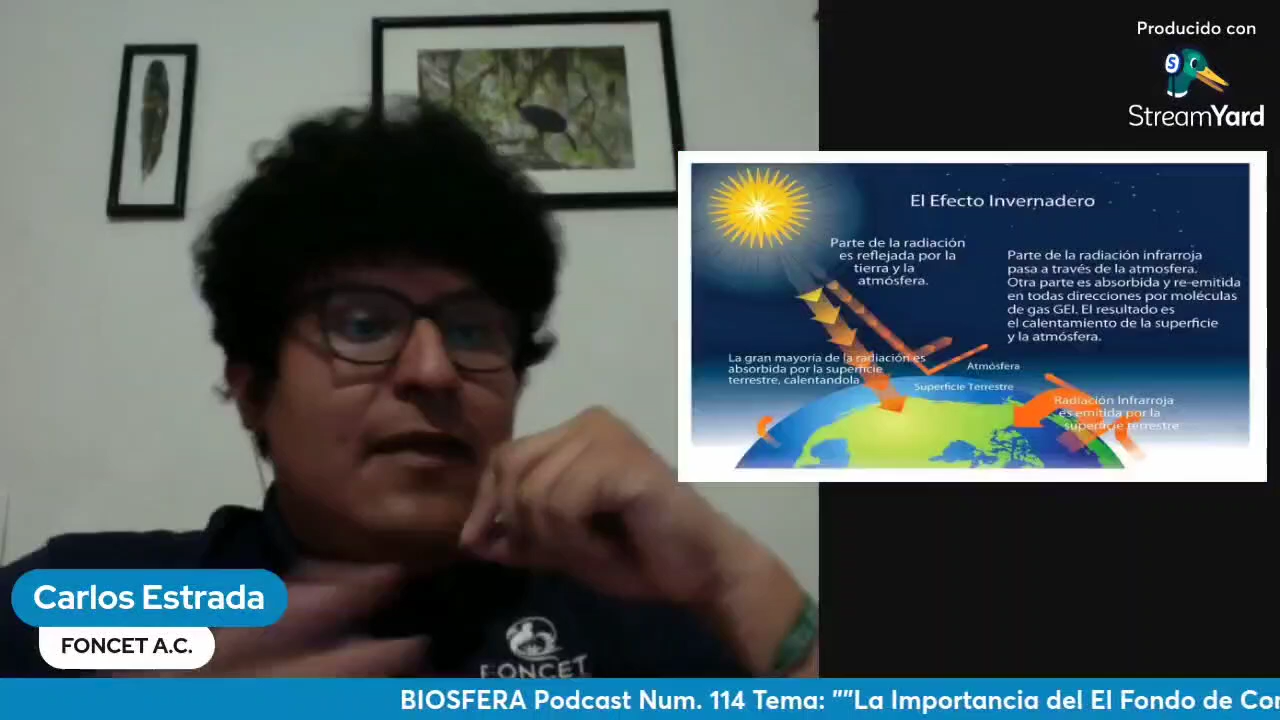 Producido con
StreamYard
El Efecto Invernadero
Parte de la radiación
es reflejada por la
tierra y la
atmósfera.
Parte de la radiación infrarroja
pasa a través de la atmosfera.
Otra parte es absorbida y re-emitida
en todas direcciones por moléculas
de gas GEI. El resultado es
el calentamiento de la superficie
y la atmósfera.
La gran mayoría de la radiación es
absorbida por la superficie
terrestre, calentandola
Atmósfera
Superficie Terrestre
Radiación Infrarroja
es emitida por la
superficie terrestre
Carlos Estrada
FONCET A.C.
FONCET
BIOSFERA Podcast Num. 114 Tema: ""La Importancia del El Fondo de Con